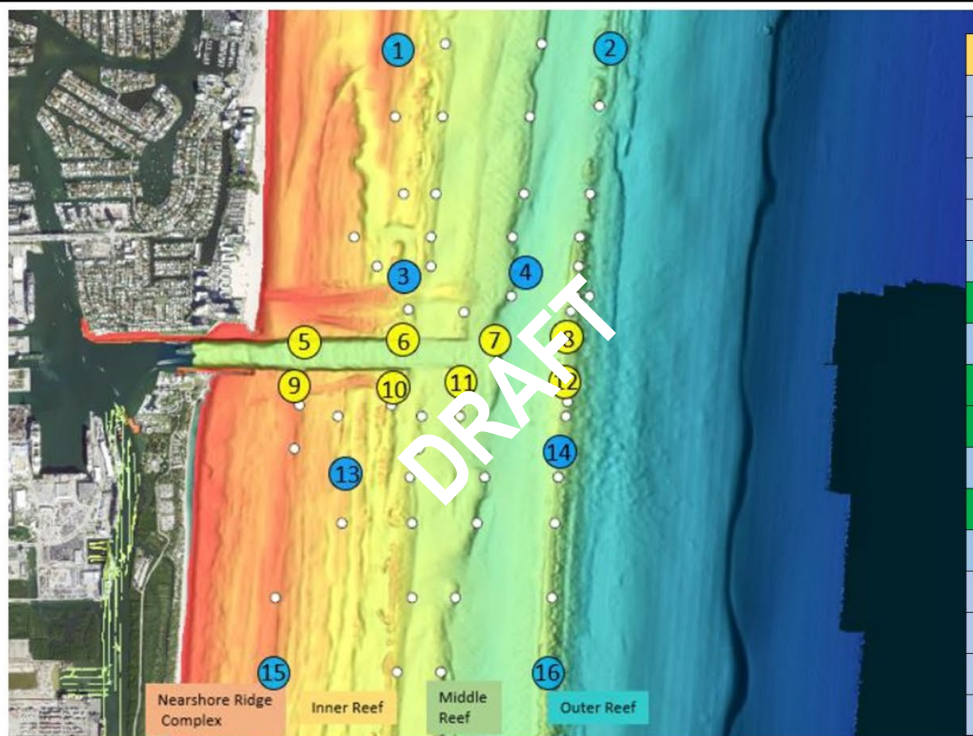 1
2
3
4
5
6
7
8
9
10
11
12
DRAFT
13
14
15
16
Nearshore Ridge
Complex
Inner Reef
Middle
Reef
Outer Reef